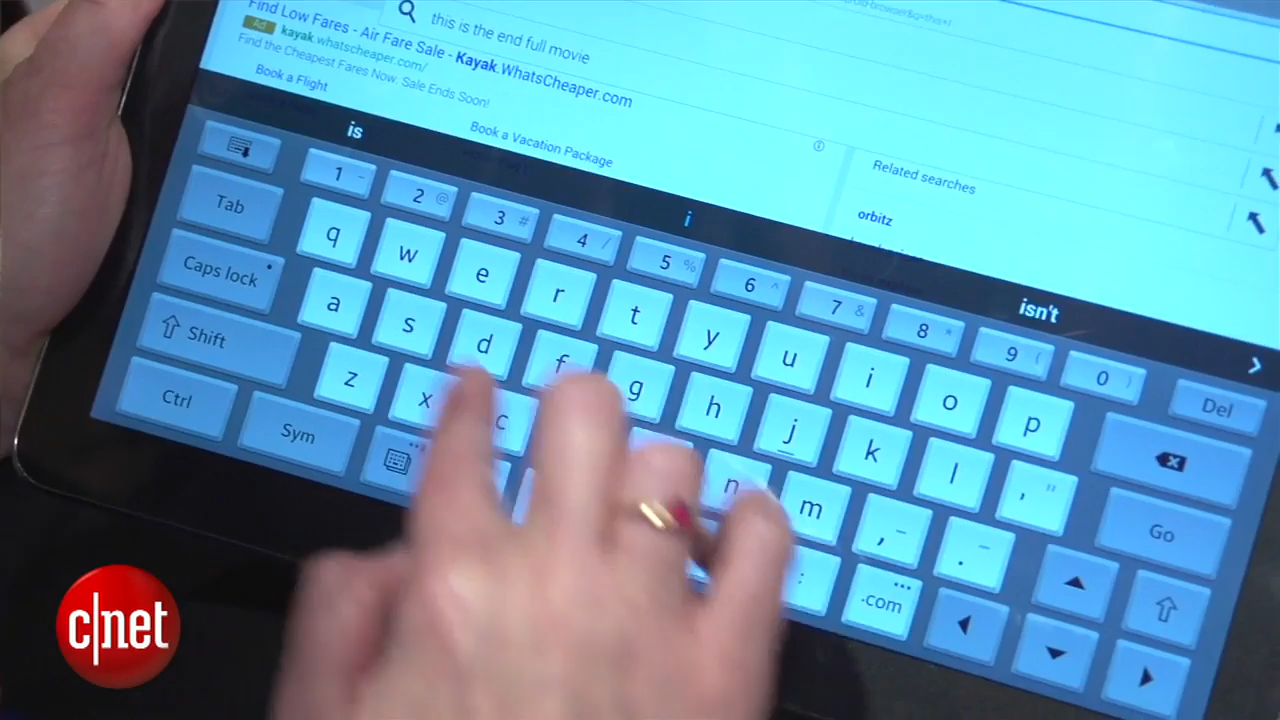 this is the end full movie
Find Low Fares - Air Fare Sale - Kayak.WhatsCheaper.com
Ad kayak.whatscheaper.com/
Find the Cheapest Fares Now. Sale Ends Soon!
Book a Flight
Book a Vacation Package
Related searches
orbitz
is
i
isn't
1 - 2 @ 3 # 4 / 5 % 6 ^ 7 & 8 * 9 ( 0 ) Del
Tab q w e r t y u i o p
Caps lock a s d f g h j k l , " Go
Shift z x c n m , - . -
Ctrl Sym : .com
c|net